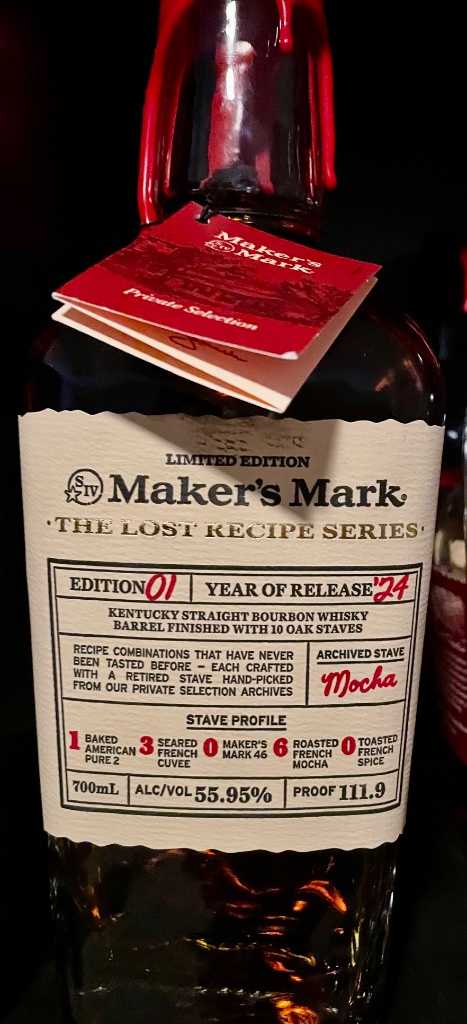 Maker's
SIV Mark
Private Selection
LIMITED EDITION
SIV Maker's Mark®
·THE LOST RECIPE SERIES·
EDITION 01 YEAR OF RELEASE '24
KENTUCKY STRAIGHT BOURBON WHISKY
BARREL FINISHED WITH 10 OAK STAVES
RECIPE COMBINATIONS THAT HAVE NEVER
BEEN TASTED BEFORE – EACH CRAFTED
WITH A RETIRED STAVE HAND-PICKED
FROM OUR PRIVATE SELECTION ARCHIVES
ARCHIVED STAVE
Mocha
STAVE PROFILE
1 BAKED
AMERICAN
PURE 2
3 SEARED
FRENCH
CUVEE
0 MAKER'S
MARK 46
6 ROASTED
FRENCH
MOCHA
0 TOASTED
FRENCH
SPICE
700mL ALC/VOL 55.95% PROOF 111.9